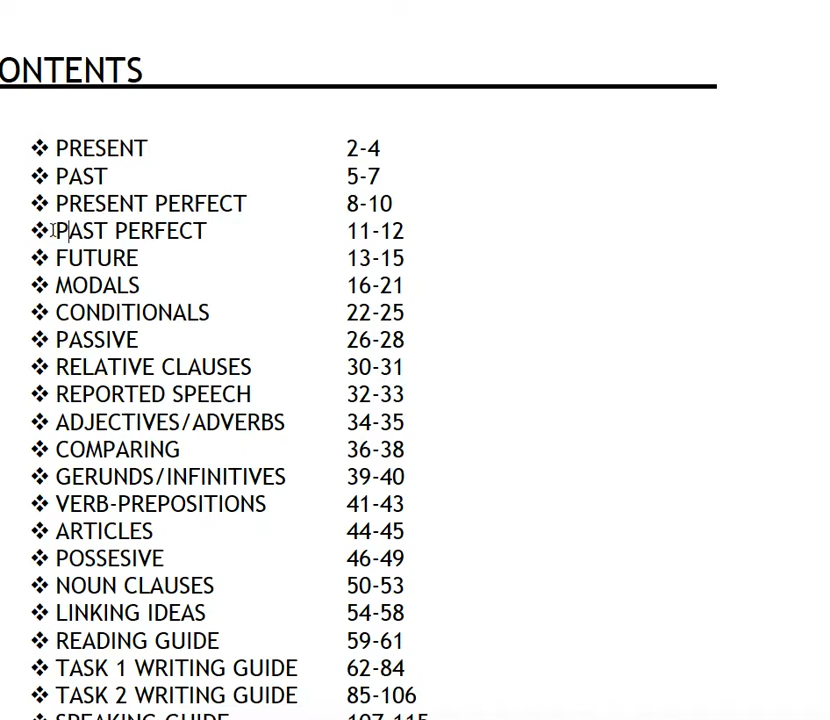 ONTENTS
❖ PRESENT 2-4
❖ PAST 5-7
❖ PRESENT PERFECT 8-10
❖ PAST PERFECT 11-12
❖ FUTURE 13-15
❖ MODALS 16-21
❖ CONDITIONALS 22-25
❖ PASSIVE 26-28
❖ RELATIVE CLAUSES 30-31
❖ REPORTED SPEECH 32-33
❖ ADJECTIVES/ADVERBS 34-35
❖ COMPARING 36-38
❖ GERUNDS/INFINITIVES 39-40
❖ VERB-PREPOSITIONS 41-43
❖ ARTICLES 44-45
❖ POSSESIVE 46-49
❖ NOUN CLAUSES 50-53
❖ LINKING IDEAS 54-58
❖ READING GUIDE 59-61
❖ TASK 1 WRITING GUIDE 62-84
❖ TASK 2 WRITING GUIDE 85-106
❖ SPEAKING GUIDE 107-115